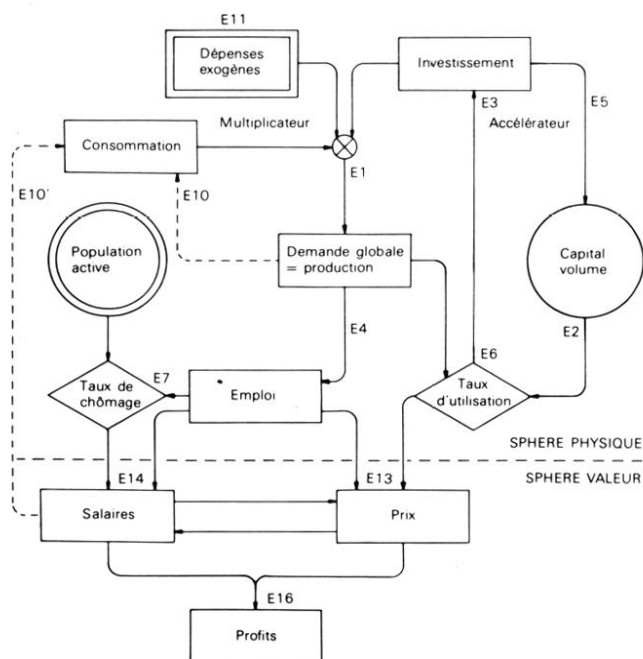 E11
Dépenses
exogènes
Investissement
E3
E5
Multiplicateur
Accélérateur
Consommation
E1
E10'
E10
Population
active
Demande globale
= production
Capital
volume
E4
E2
E6
E7
Taux de
chômage
Emploi
Taux
d'utilisation
SPHERE PHYSIQUE
SPHERE VALEUR
E14
E13
Salaires
Prix
E16
Profits